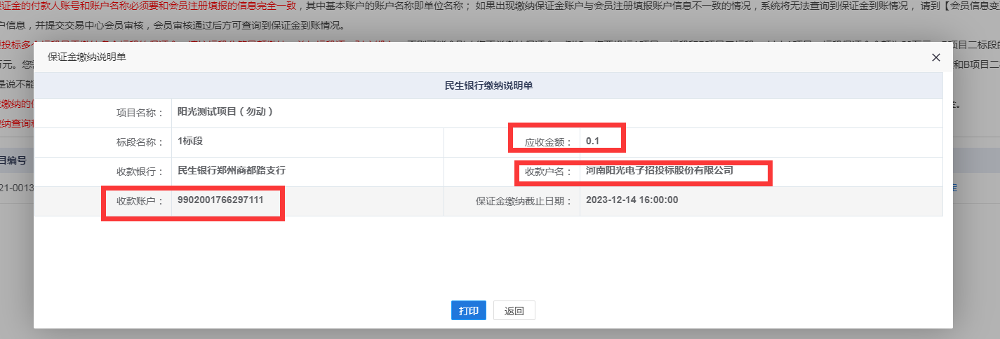 保证金的付款人账号和账户名称必须要和会员注册填报的信息完全一致，其中基本账户的账户名称即单位名称； 如果出现缴纳保证金账户与会员注册填报账户信息不一致的情况，系统将无法查询到保证金到账情况， 请到【会员信息变
户信息，并提交交易中心会员审核，会员审核通过后方可查询到保证金到账情况。
要投标多
项目二标段的
万元。您
和B项目二
是说不能
缴纳的
金。
纳查询
保证金缴纳说明单
民生银行缴纳说明单
项目名称： 阳光测试项目（勿动）
标段名称： 1标段 应收金额： 0.1
目编号
收款银行： 民生银行郑州商都路支行 收款户名： 河南阳光电子招投标股份有限公司
21-0013
收款账户： 9902001766297111 保证金缴纳截止日期： 2023-12-14 16:00:00
打印 返回